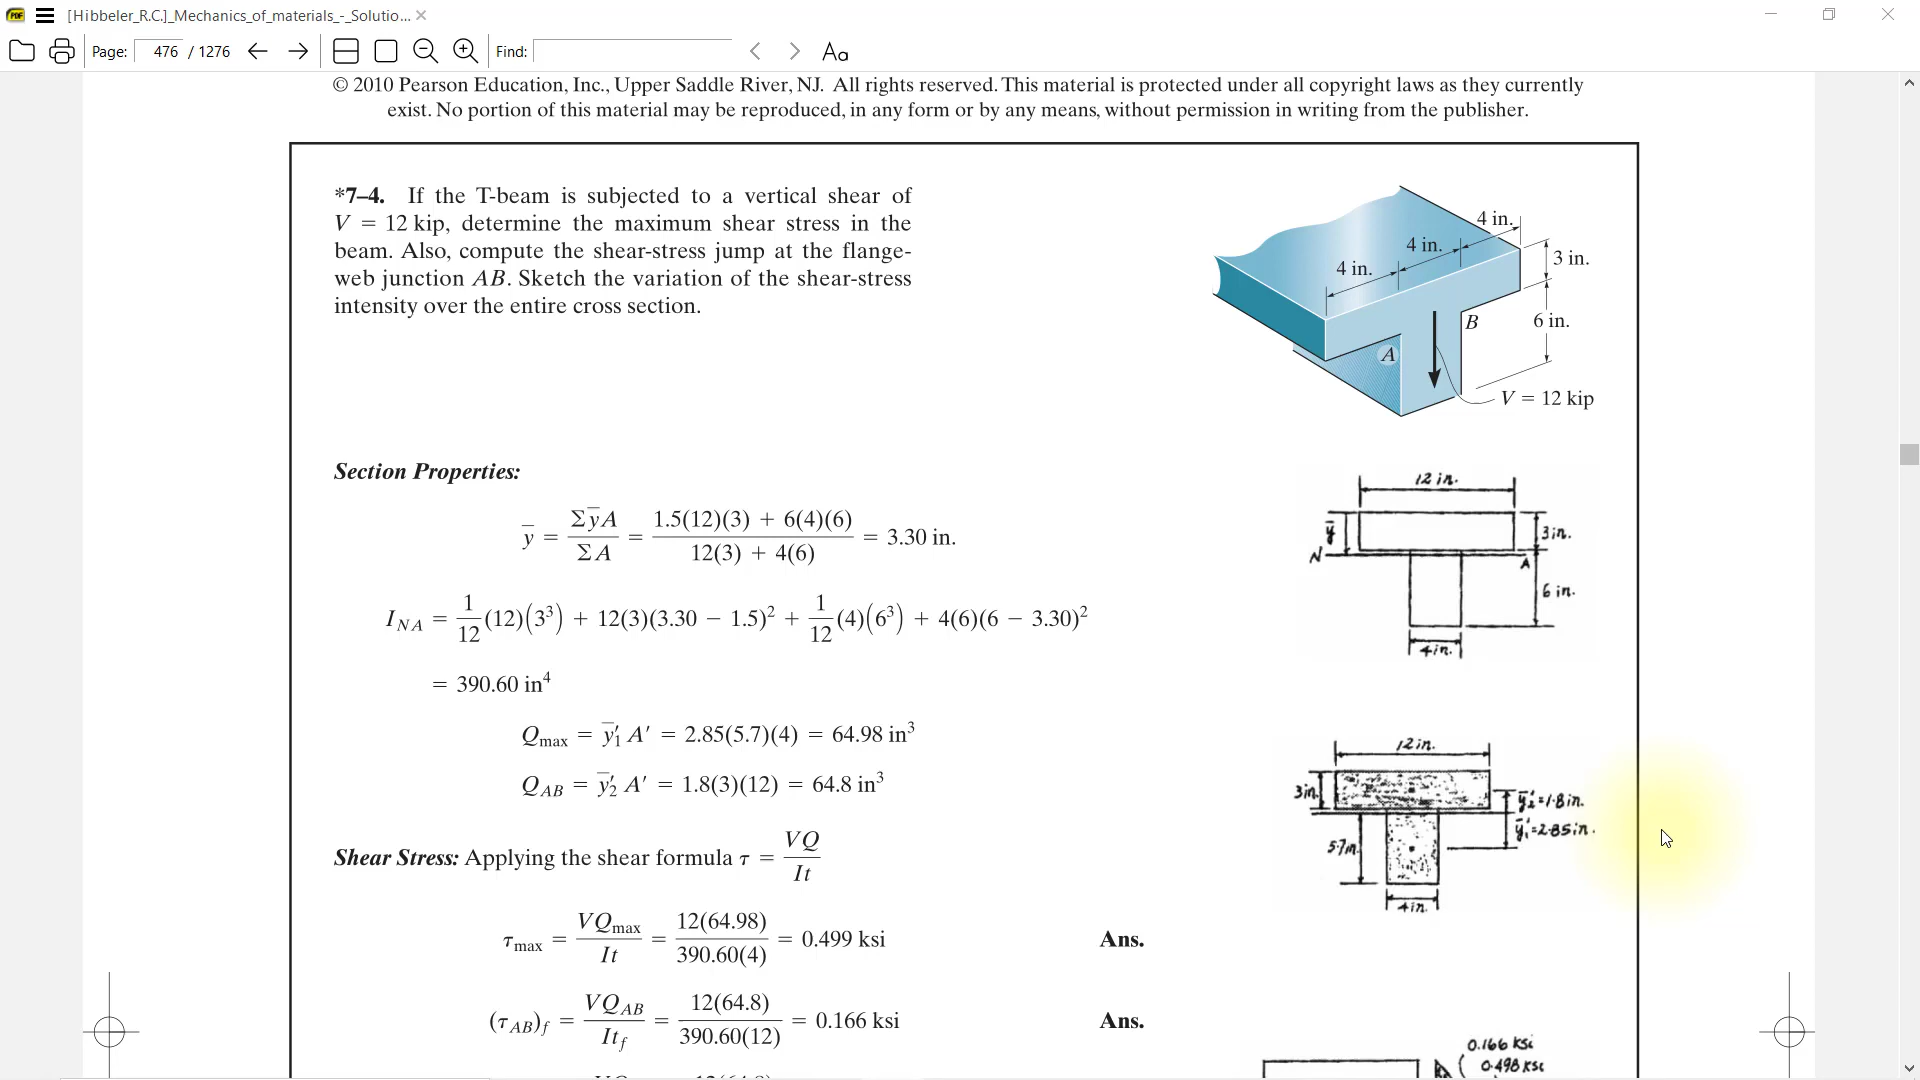 [Hibbeler_R.C.]_Mechanics_of_materials_-_Solutio...
Page: 476 / 1276 Find: Aa
© 2010 Pearson Education, Inc., Upper Saddle River, NJ. All rights reserved. This material is protected under all copyright laws as they currently
exist. No portion of this material may be reproduced, in any form or by any means, without permission in writing from the publisher.
*7–4. If the T-beam is subjected to a vertical shear of
V = 12 kip, determine the maximum shear stress in the
beam. Also, compute the shear-stress jump at the flange-
web junction AB. Sketch the variation of the shear-stress
intensity over the entire cross section.
4 in.
4 in.
4 in.
3 in.
6 in.
B
A
V = 12 kip
Section Properties:
y̅ = Σy̅A / ΣA = 1.5(12)(3) + 6(4)(6) / 12(3) + 4(6) = 3.30 in.
I_NA = 1/12 (12)(3³) + 12(3)(3.30 − 1.5)² + 1/12 (4)(6³) + 4(6)(6 − 3.30)²
= 390.60 in⁴
Q_max = y̅′₁ A′ = 2.85(5.7)(4) = 64.98 in³
Q_AB = y̅′₂ A′ = 1.8(3)(12) = 64.8 in³
Shear Stress: Applying the shear formula τ = VQ / It
τ_max = VQ_max / It = 12(64.98) / 390.60(4) = 0.499 ksi Ans.
(τ_AB)_f = VQ_AB / It_f = 12(64.8) / 390.60(12) = 0.166 ksi Ans.
12 in.
y̅
3 in.
N
A
6 in.
4 in.
12 in.
3 in.
y̅′₂=1.8 in.
y̅′₁=2.85 in.
5.7 in.
4 in.
0.166 ksi
0.498 ksi